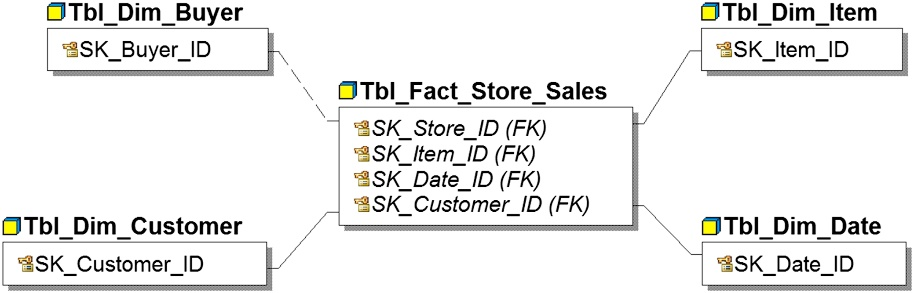 Tbl_Dim_Buyer
SK_Buyer_ID
Tbl_Dim_Item
SK_Item_ID
Tbl_Fact_Store_Sales
SK_Store_ID (FK)
SK_Item_ID (FK)
SK_Date_ID (FK)
SK_Customer_ID (FK)
Tbl_Dim_Customer
SK_Customer_ID
Tbl_Dim_Date
SK_Date_ID